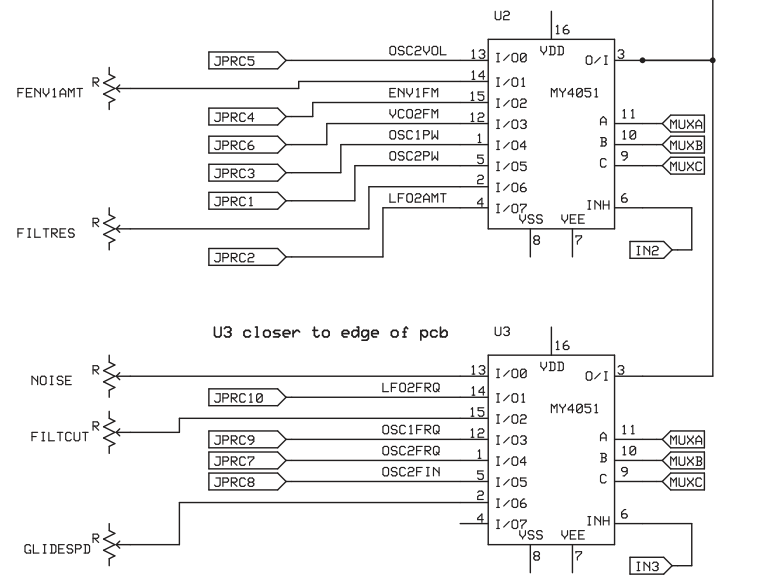 U2
16
VDD
JPRC5 OSC2VOL 13 I/O0 O/I 3
FENV1AMT R 14 I/O1
MY4051
JPRC4 ENV1FM 15 I/O2
JPRC6 VCO2FM 12 I/O3 A 11 MUXA
JPRC3 OSC1PW 1 I/O4 B 10 MUXB
JPRC1 OSC2PW 5 I/O5 C 9 MUXC
2 I/O6
FILTRES R
JPRC2 LFO2AMT 4 I/O7 INH 6
VSS VEE
8 7
IN2
U3 closer to edge of pcb
U3
16
VDD
NOISE R 13 I/O0 O/I 3
JPRC10 LFO2FRQ 14 I/O1
MY4051
FILTCUT R 15 I/O2
JPRC9 OSC1FRQ 12 I/O3 A 11 MUXA
JPRC7 OSC2FRQ 1 I/O4 B 10 MUXB
JPRC8 OSC2FIN 5 I/O5 C 9 MUXC
2 I/O6
4 I/O7 INH 6
VSS VEE
GLIDESPD R
8 7
IN3